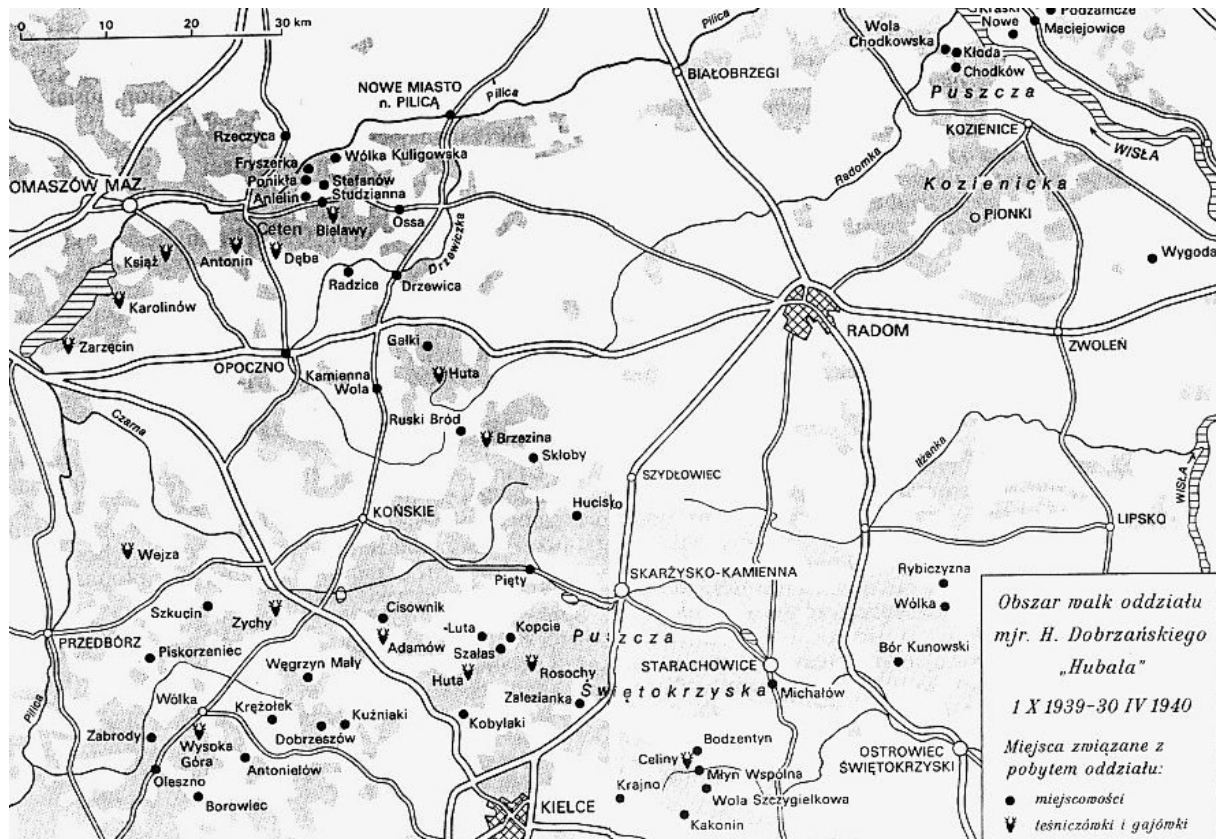 0 10 20 30 km
Pilica
Wola
Chodkowska
Kraski
Nowe
Podzamcze
Maciejowice
Kłoda
Chodków
BIAŁOBRZEGI
NOWE MIASTO
n. PILICĄ
Pilica
Puszcza
KOZIENICE
WISŁA
Rzeczyca
Wólka Kuligowska
Fryszerka
Ponikła
Stefanów
Studzianna
Anielin
OMASZÓW MAZ.
Radomka
Kozienicka
PIONKI
Ceteń
Bielawy
Ossa
Drzewiczka
Książ
Antonin
Dęba
Radzica
Drzewica
Wygoda
Karolinów
Zarzęcin
RADOM
ZWOLEŃ
OPOCZNO
Gałki
Kamienna
Wola
Huta
Czarna
Ruski Bród
Brzezina
Skłoby
SZYDŁOWIEC
Iłżanka
WISŁA
Hucisko
KOŃSKIE
LIPSKO
Wejza
Pięty
SKARŻYSKO-KAMIENNA
Rybiczyzna
Wólka
Szkucin
Zychy
Cisownik
Adamów
-Luta
Kopcie
Szałas
Puszcza
PRZEDBÓRZ
Piskorzeniec
Węgrzyn Mały
Huta
Rosochy
STARACHOWICE
Bór Kunowski
Zalezianka
Świętokrzyska
Michałów
Pilica
Wólka
Krężołek
Kuźniaki
Kobylaki
Zabrody
Wysoka
Góra
Dobrzeszów
Bodzentyn
OSTROWIEC
ŚWIĘTOKRZYSKI
Celiny
Młyn Wspólna
Oleszno
Antonielów
Krajno
Wola Szczygielkowa
Borowiec
KIELCE
Kakonin
Obszar walk oddziału
mjr. H. Dobrzańskiego
„Hubala”
1 X 1939–30 IV 1940
Miejsca związane z
pobytem oddziału:
miejscowości
leśniczówki i gajówki